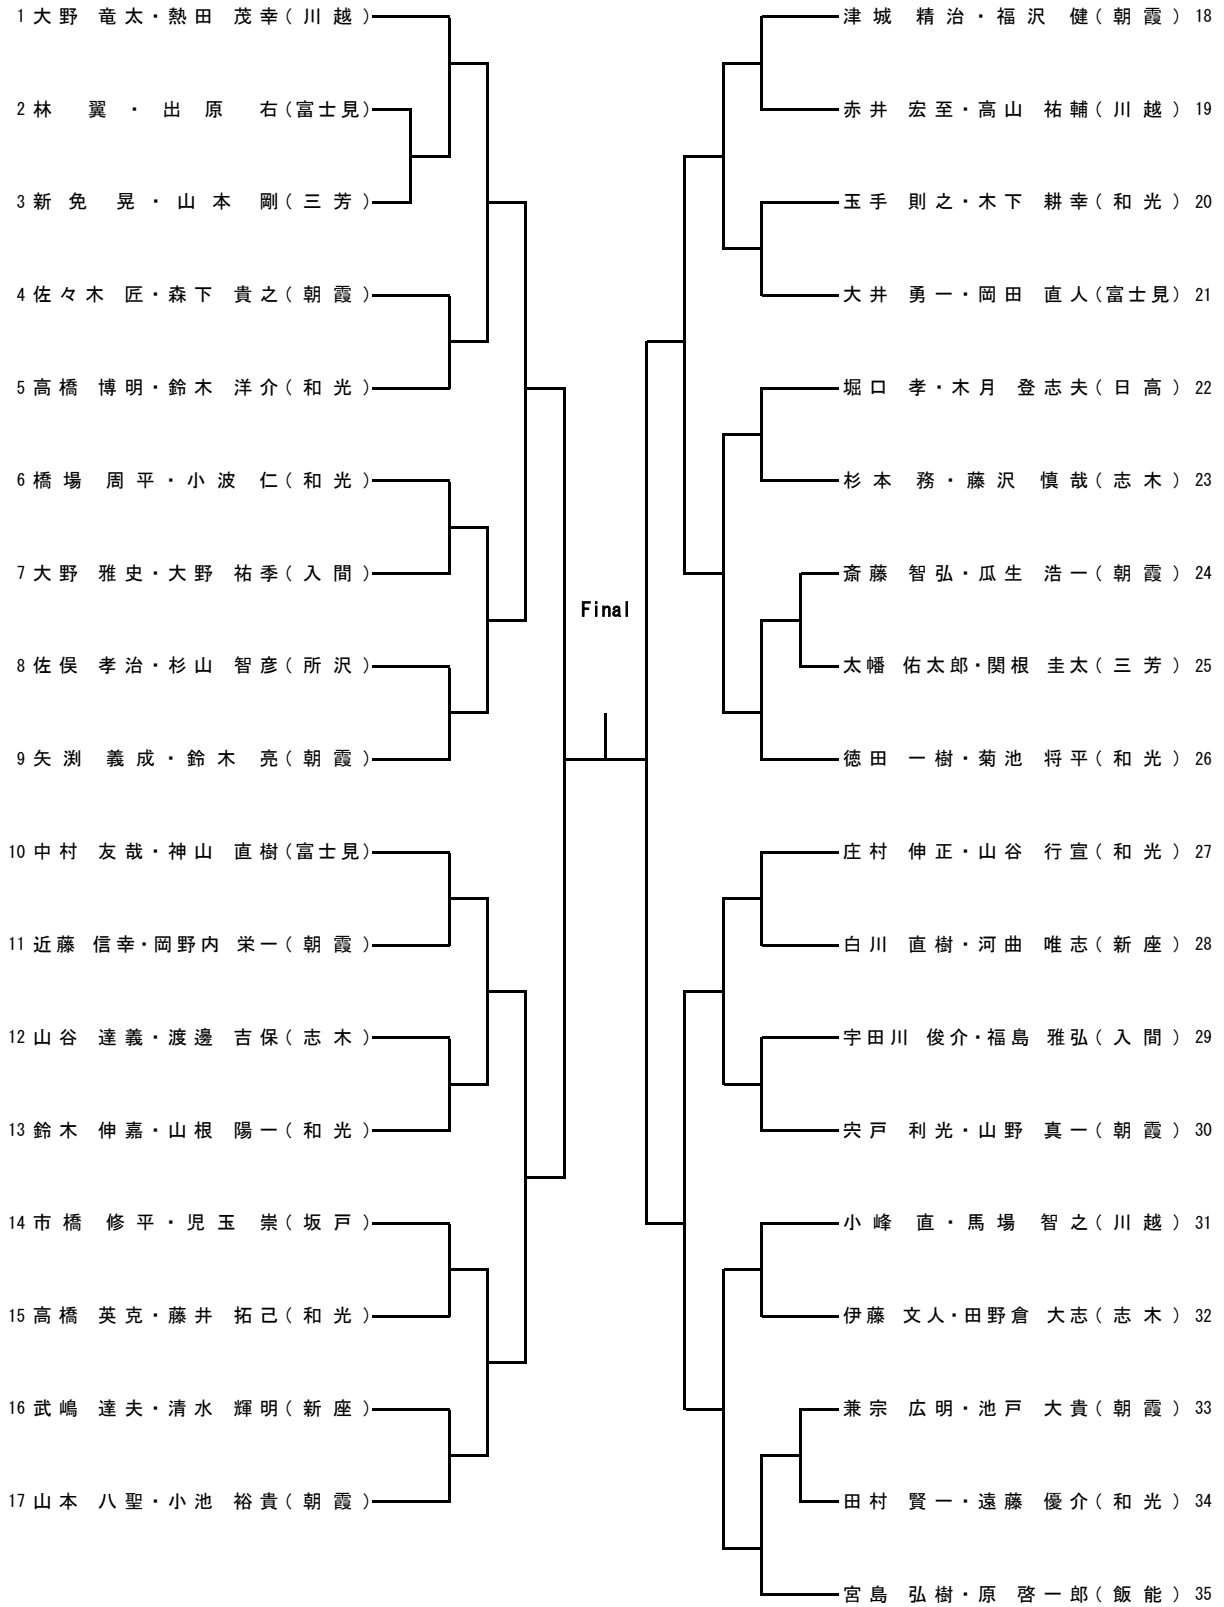 1 大野 竜太・熱田 茂幸(川越)
2 林 翼・出原 右(富士見)
3 新免 晃・山本 剛(三芳)
4 佐々木 匠・森下 貴之(朝霞)
5 高橋 博明・鈴木 洋介(和光)
6 橋場 周平・小波 仁(和光)
7 大野 雅史・大野 祐季(入間)
8 佐俣 孝治・杉山 智彦(所沢)
9 矢渕 義成・鈴木 亮(朝霞)
10 中村 友哉・神山 直樹(富士見)
11 近藤 信幸・岡野内 栄一(朝霞)
12 山谷 達義・渡邊 吉保(志木)
13 鈴木 伸嘉・山根 陽一(和光)
14 市橋 修平・児玉 崇(坂戸)
15 高橋 英克・藤井 拓己(和光)
16 武嶋 達夫・清水 輝明(新座)
17 山本 八聖・小池 裕貴(朝霞)
Final
津城 精治・福沢 健(朝霞) 18
赤井 宏至・高山 祐輔(川越) 19
玉手 則之・木下 耕幸(和光) 20
大井 勇一・岡田 直人(富士見) 21
堀口 孝・木月 登志夫(日高) 22
杉本 務・藤沢 慎哉(志木) 23
斎藤 智弘・瓜生 浩一(朝霞) 24
太幡 佑太郎・関根 圭太(三芳) 25
徳田 一樹・菊池 将平(和光) 26
庄村 伸正・山谷 行宣(和光) 27
白川 直樹・河曲 唯志(新座) 28
宇田川 俊介・福島 雅弘(入間) 29
宍戸 利光・山野 真一(朝霞) 30
小峰 直・馬場 智之(川越) 31
伊藤 文人・田野倉 大志(志木) 32
兼宗 広明・池戸 大貴(朝霞) 33
田村 賢一・遠藤 優介(和光) 34
宮島 弘樹・原 啓一郎(飯能) 35